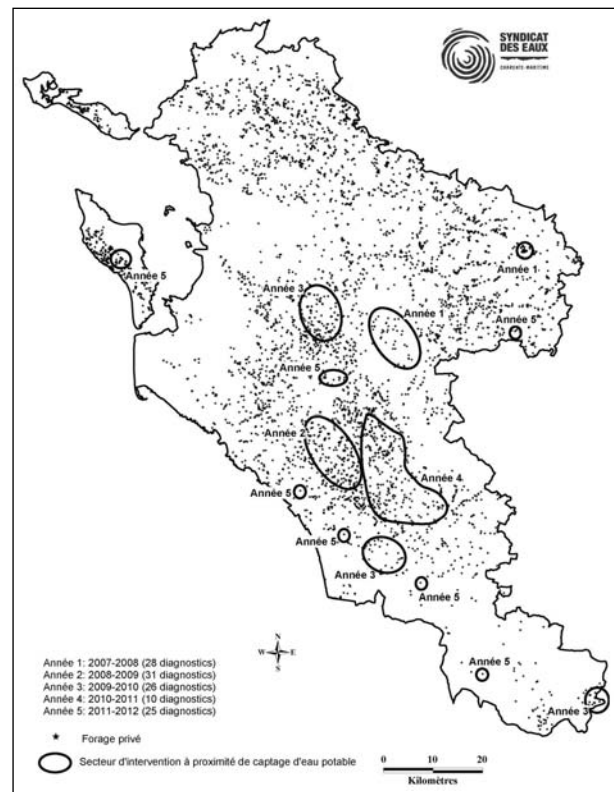 SYNDICAT
DES EAUX
CHARENTE-MARITIME
Année 5
Année 1
Année 3
Année 1
Année 5
Année 5
Année 2
Année 4
Année 5
Année 5
Année 3
Année 5
Année 5
Année 3
N
W E
S
Année 1: 2007-2008 (28 diagnostics)
Année 2: 2008-2009 (31 diagnostics)
Année 3: 2009-2010 (26 diagnostics)
Année 4: 2010-2011 (10 diagnostics)
Année 5: 2011-2012 (25 diagnostics)
Forage privé
Secteur d'intervention à proximité de captage d'eau potable
0 10 20
Kilomètres